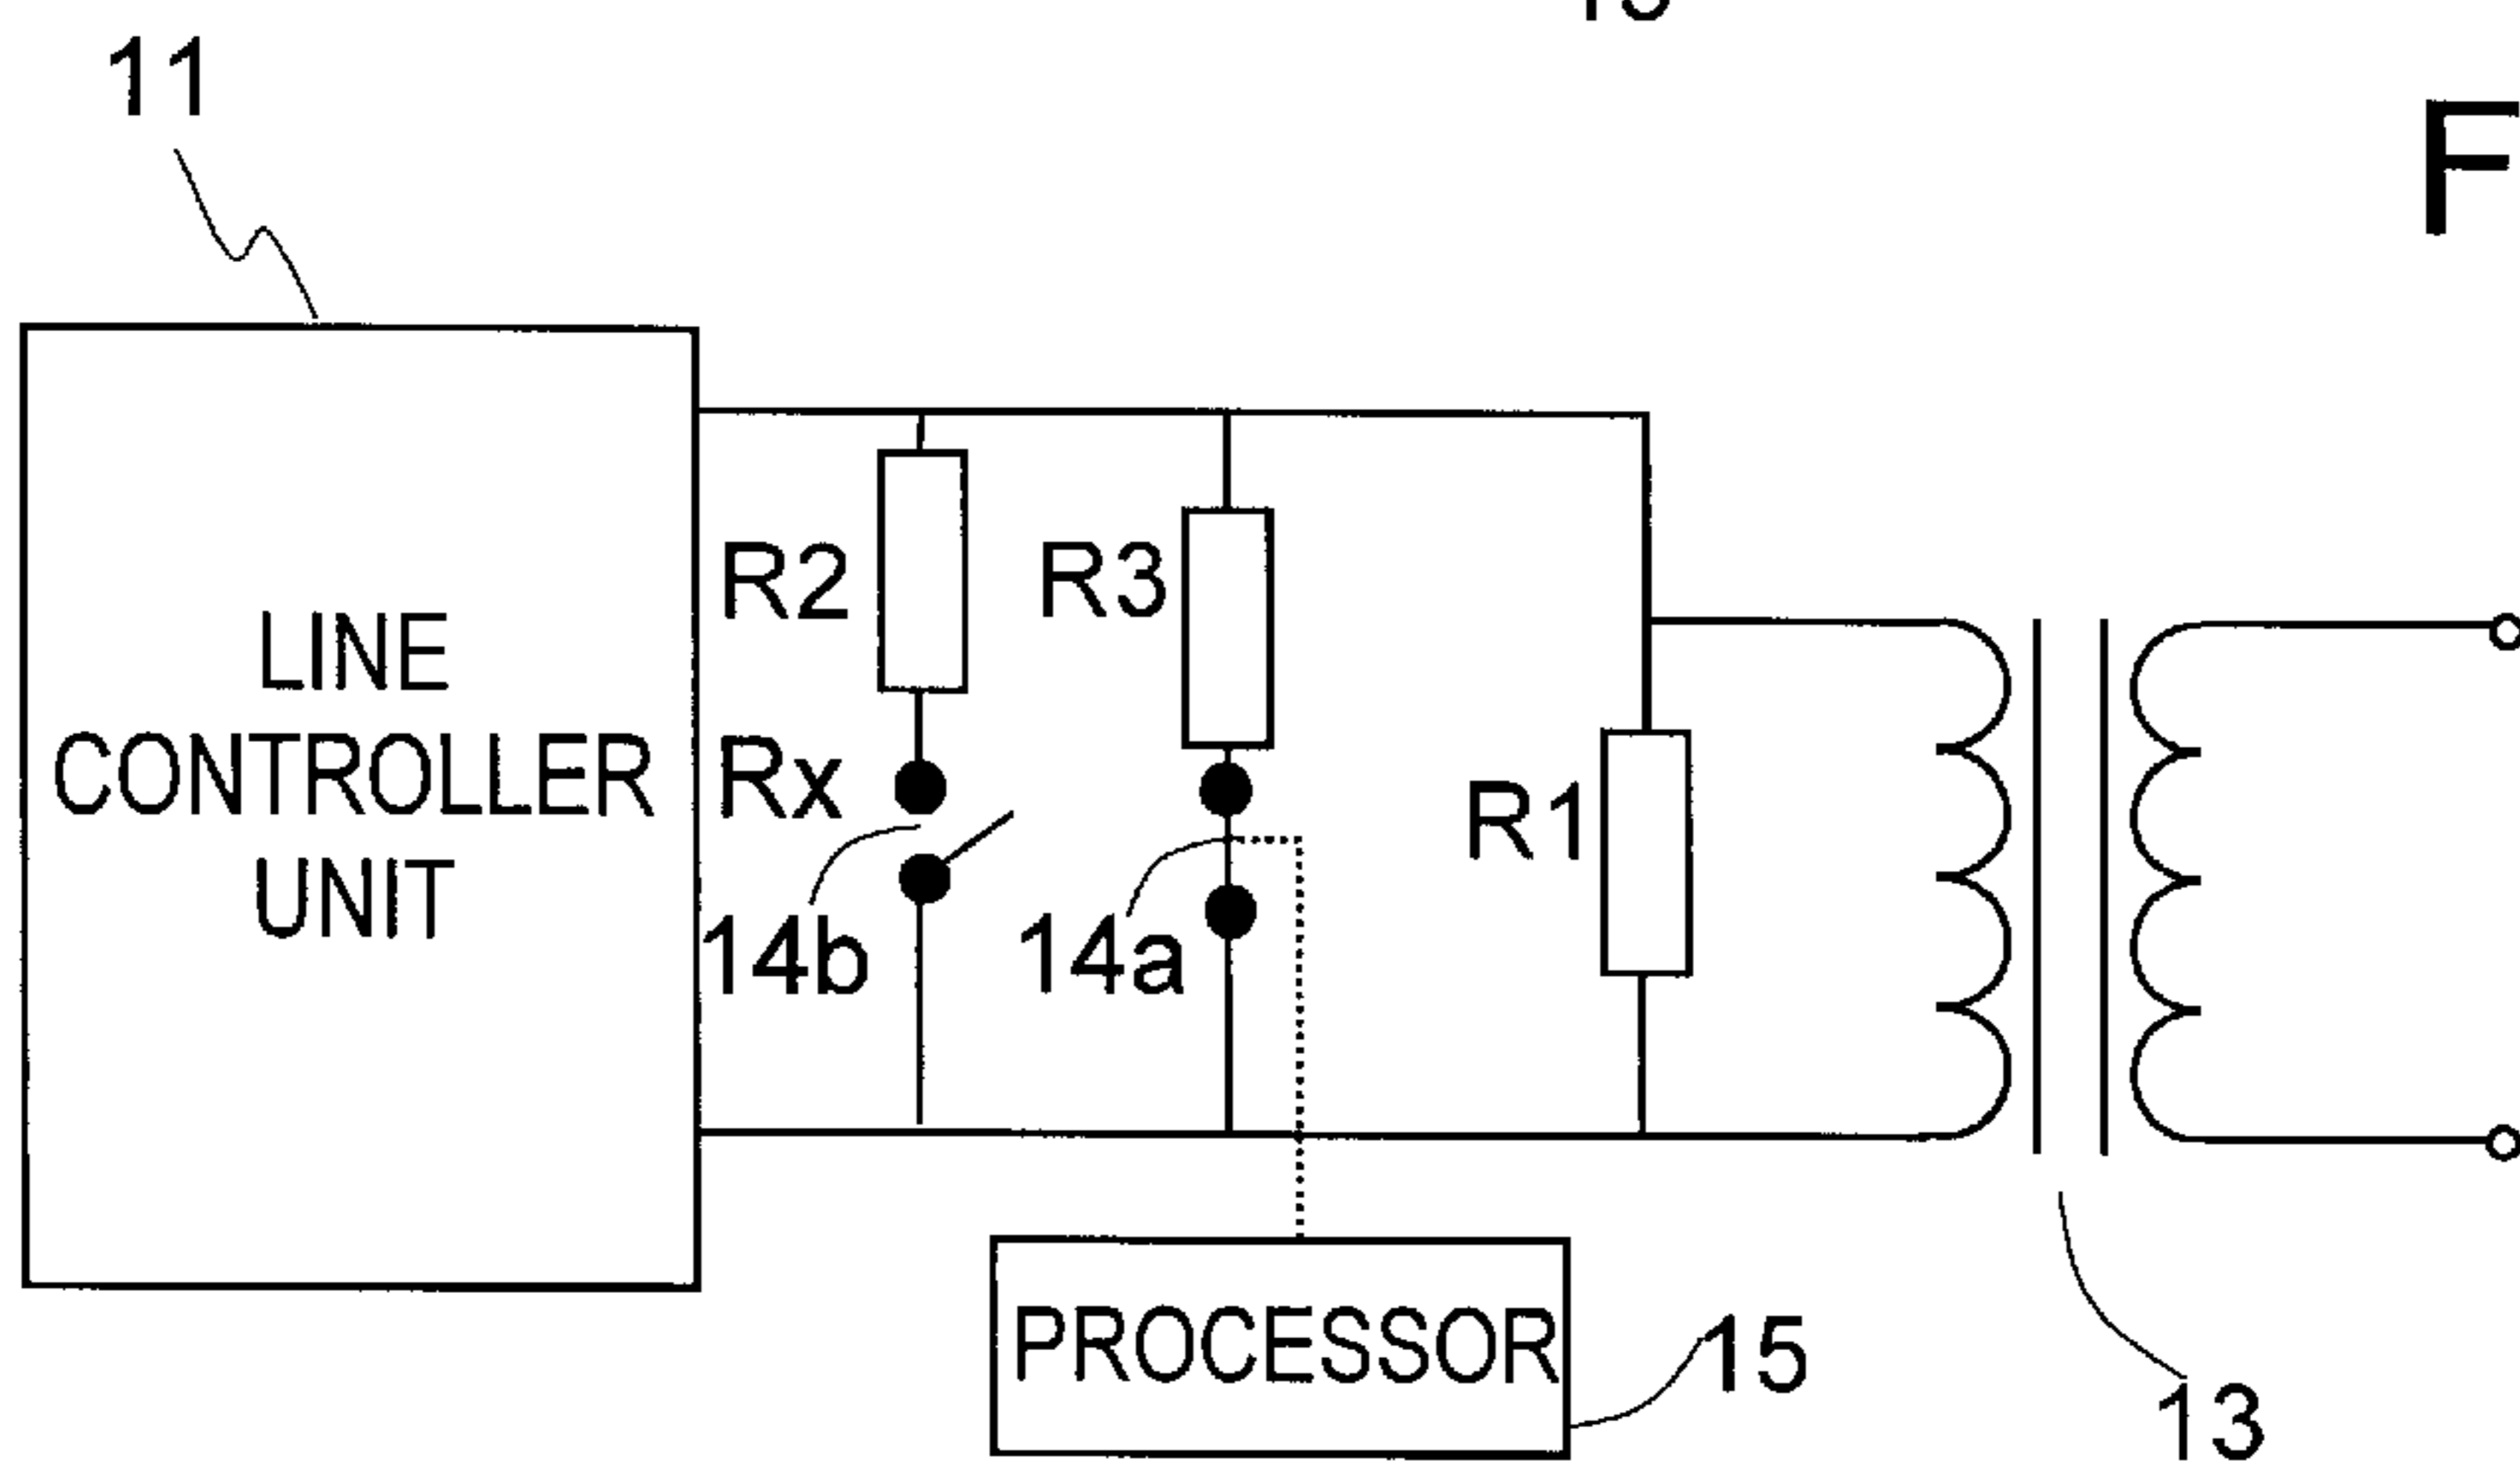 11
F
R2
R3
LINE
CONTROLLER
UNIT
Rx
R1
14b
14a
PROCESSOR
15
13